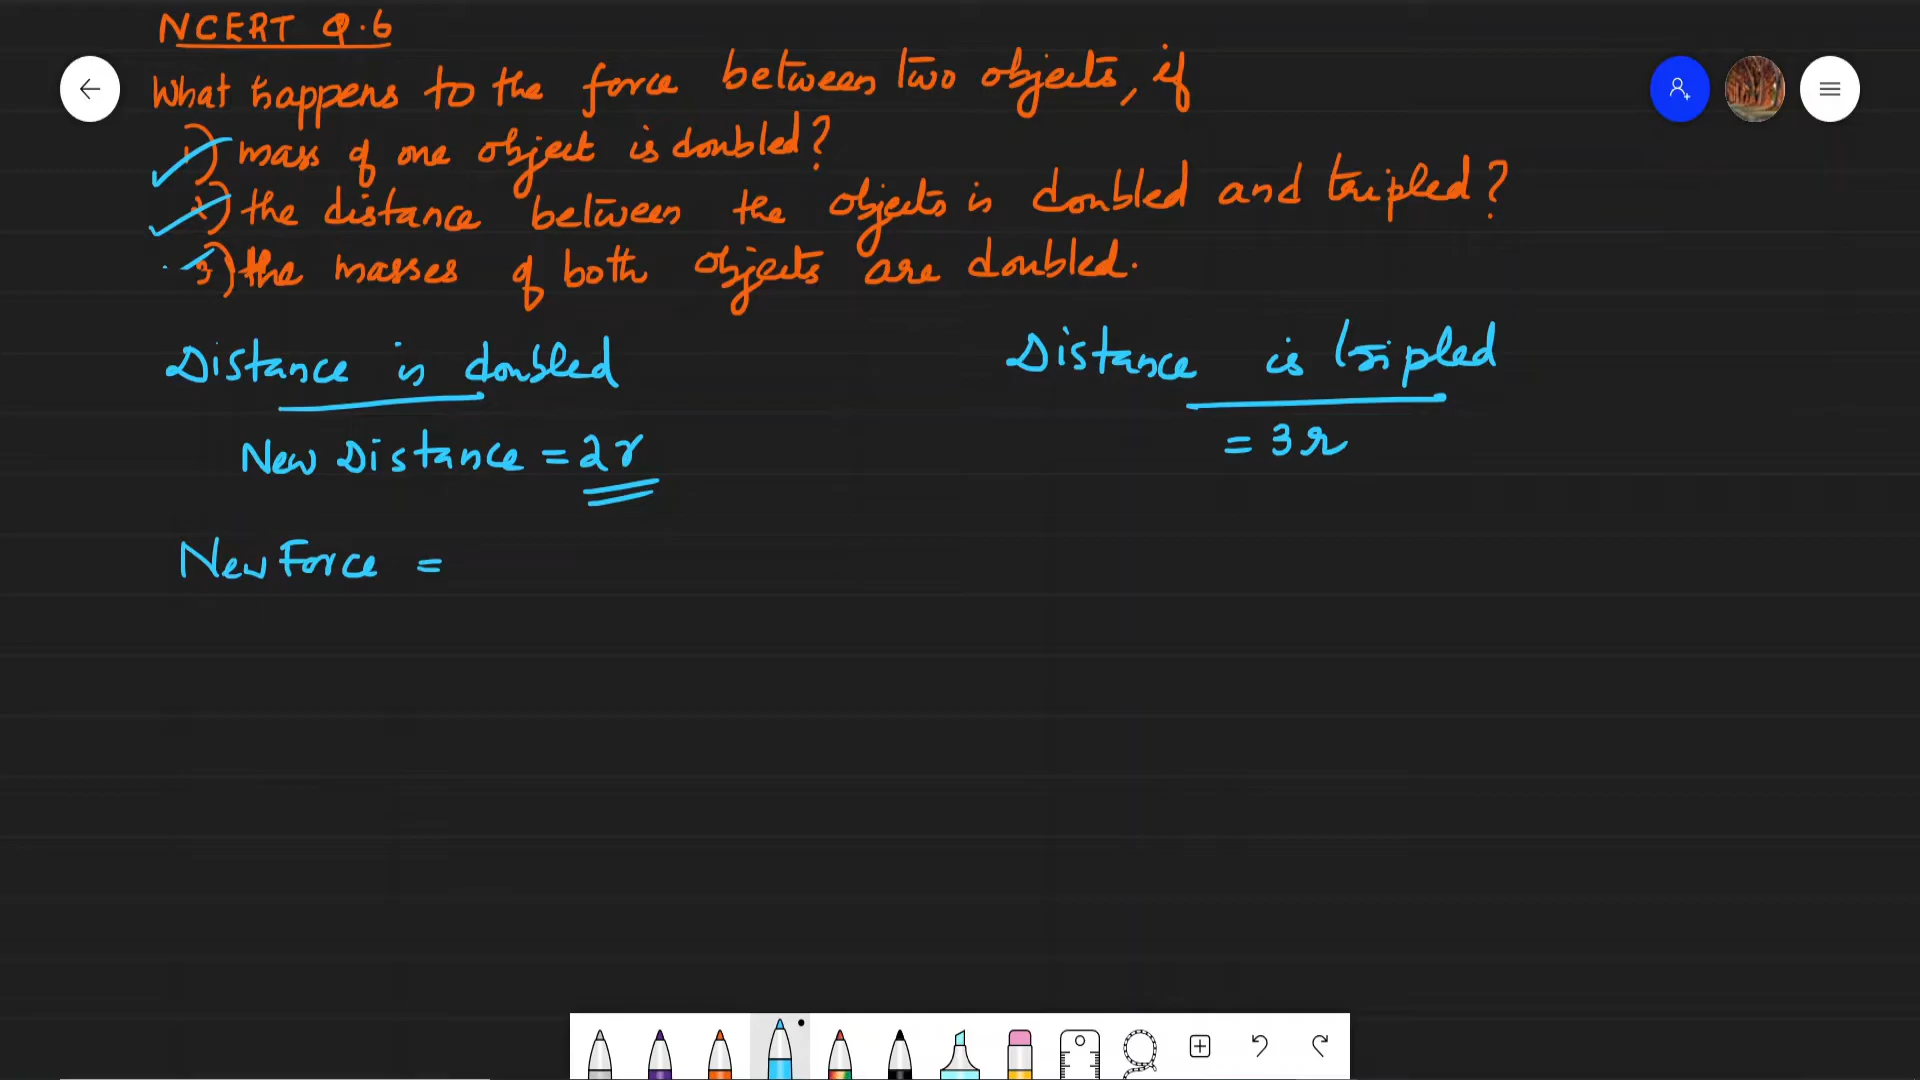 NCERT Q.6
What happens to the force between two objects, if
1) mass of one object is doubled?
2) the distance between the objects is doubled and tripled?
3) the masses of both objects are doubled.
Distance is doubled
Distance is tripled
New Distance = 2r
= 3r
New Force =